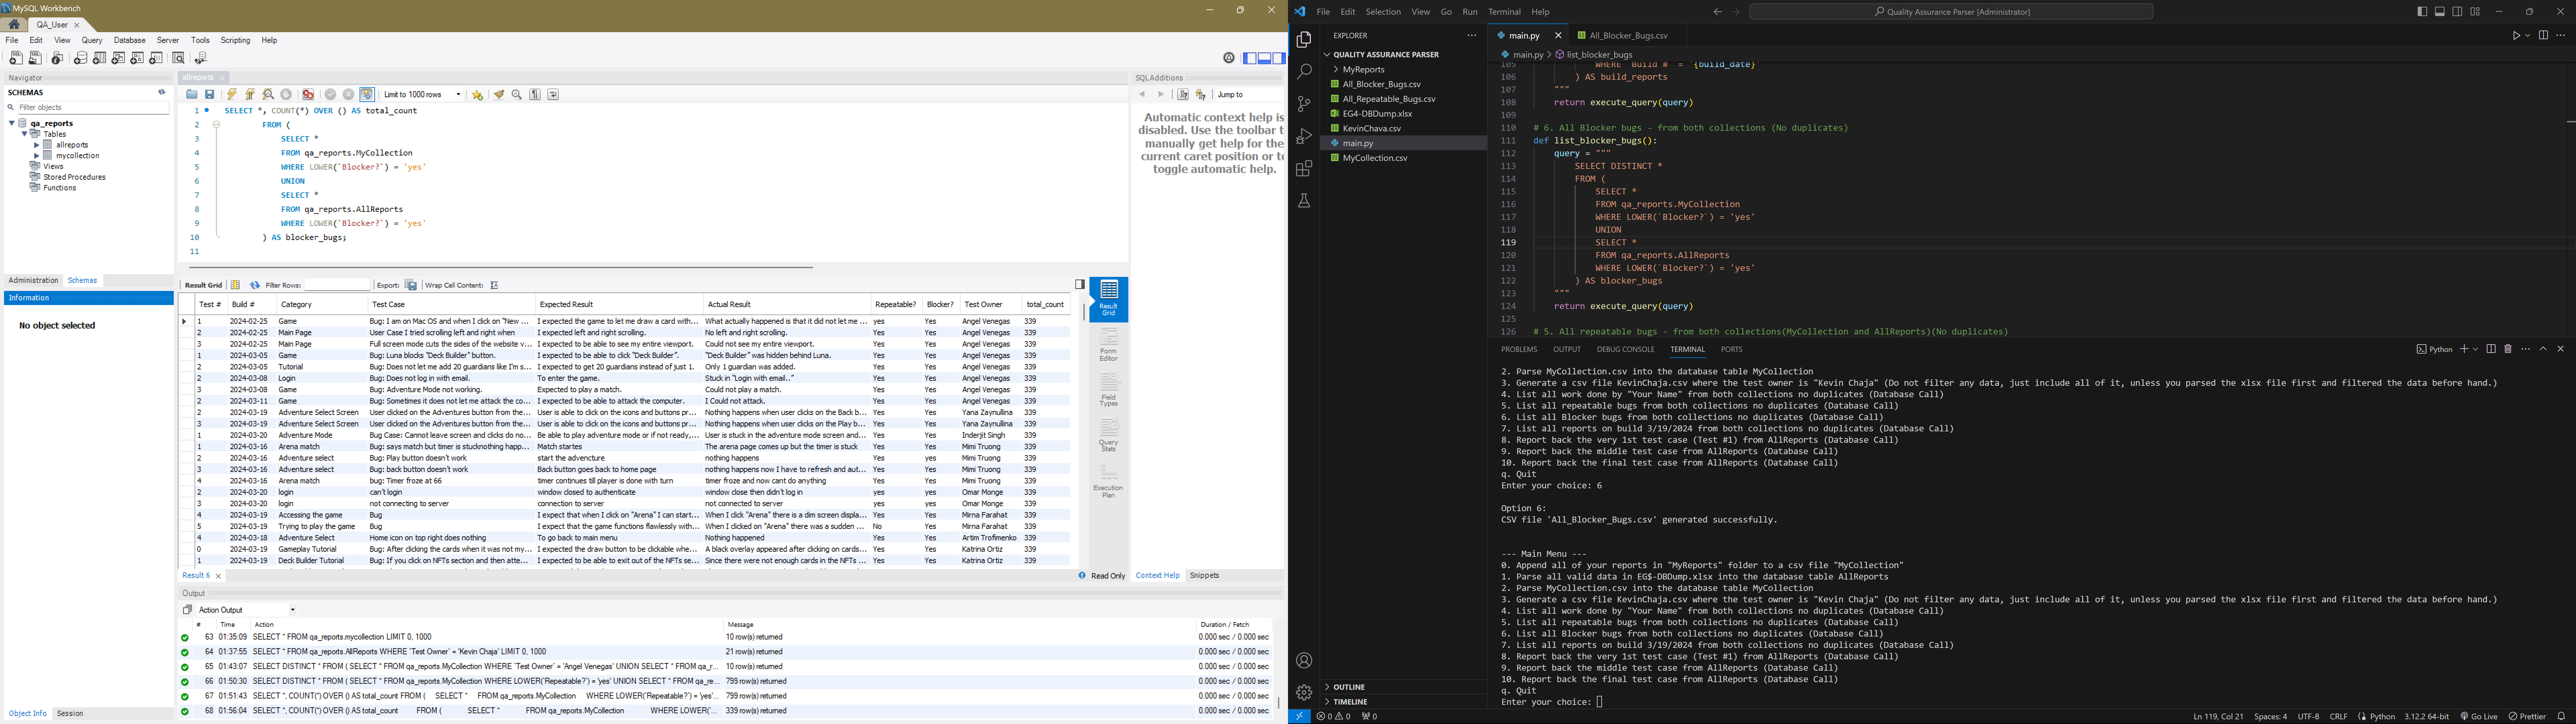 MySQL Workbench
QA_User
File Edit View Query Database Server Tools Scripting Help
Navigator
SCHEMAS
Filter objects
qa_reports
Tables
allreports
mycollection
Views
Stored Procedures
Functions
Administration Schemas
Information
No object selected
Object Info Session
allreports
Limit to 1000 rows
1 SELECT *, COUNT(*) OVER () AS total_count
2 FROM (
3 SELECT *
4 FROM qa_reports.MyCollection
5 WHERE LOWER(`Blocker?`) = 'yes'
6 UNION
7 SELECT *
8 FROM qa_reports.AllReports
9 WHERE LOWER(`Blocker?`) = 'yes'
10 ) AS blocker_bugs;
11
SQLAdditions
Jump to
Automatic context help is
disabled. Use the toolbar t
manually get help for the
current caret position or t
toggle automatic help.
Context Help Snippets
Result Grid Filter Rows: Export: Wrap Cell Content:
Test # Build # Category Test Case Expected Result Actual Result Repeatable? Blocker? Test Owner total_count
1 2024-02-25 Game Bug: I am on Mac OS and when I click on "New ... I expected the game to let me draw a card with... What actually happened is that it did not let me ... yes Yes Angel Venegas 339
2 2024-02-25 Main Page User Case I tried scrolling left and right when I expected left and right scrolling. No left and right scrolling. Yes Yes Angel Venegas 339
3 2024-02-25 Main Page Full screen mode cuts the sides of the website v... I expected to be able to see my entire viewport. Could not see my entire viewport. Yes Yes Angel Venegas 339
1 2024-03-05 Game Bug: Luna blocks "Deck Builder" button. I expected to be able to click "Deck Builder". "Deck Builder" was hidden behind Luna. Yes Yes Angel Venegas 339
2 2024-03-05 Tutorial Bug: Does not let me add 20 guardians like I'm s... I expected to get 20 guardians instead of just 1. Only 1 guardian was added. Yes Yes Angel Venegas 339
2 2024-03-08 Login Bug: Does not log in with email. To enter the game. Stuck in "Login with email.." Yes Yes Angel Venegas 339
3 2024-03-08 Game Bug: Adventure Mode not working. Expected to play a match. Could not play a match. Yes Yes Angel Venegas 339
2 2024-03-11 Game Bug: Sometimes it does not let me attack the co... I expected to be able to attack the computer. I Could not attack. Yes Yes Angel Venegas 339
2 2024-03-19 Adventure Select Screen User clicked on the Adventures button from the... User is able to click on the icons and buttons pr... Nothing happens when user clicks on the Back b... Yes Yes Yana Zaynullina 339
3 2024-03-19 Adventure Select Screen User clicked on the Adventures button from the... User is able to click on the icons and buttons pr... Nothing happens when user clicks on the Play b... Yes Yes Yana Zaynullina 339
1 2024-03-20 Adventure Mode Bug Case: Cannot leave screen and clicks do no... Be able to play adventure mode or if not ready,... User is stuck in the adventure mode screen and... Yes Yes Inderjit Singh 339
1 2024-03-16 Arena match Bug: says match but timer is stucknothing happ... Match startes The arena page comes up but the timer is stuck Yes Yes Mimi Truong 339
2 2024-03-16 Adventure select Bug: Play button doesn't work start the advencture nothing happens Yes Yes Mimi Truong 339
3 2024-03-16 Adventure select Bug: back button doesn't work Back button goes back to home page nothing happens now I have to refresh and aut... Yes Yes Mimi Truong 339
4 2024-03-16 Arena match bug: Timer froze at 66 timer continues till player is done with turn timer froze and now cant do anything Yes Yes Mimi Truong 339
2 2024-03-20 login can't login window closed to authenticate window close then didn't log in yes yes Omar Monge 339
3 2024-03-20 login not connecting to server connection to server not connected to server yes yes Omar Monge 339
4 2024-03-19 Accessing the game Bug I expect that when I click on "Arena" I can start... When I click "Arena" there is a dim screen displa... Yes Yes Mirna Farahat 339
5 2024-03-19 Trying to play the game Bug I expect that the game functions flawlessly with... When I clicked on "Arena" there was a sudden ... No Yes Mirna Farahat 339
4 2024-03-18 Adventure Select Home icon on top right does nothing To go back to main menu Nothing happened Yes Yes Artim Trofimenko 339
0 2024-03-19 Gameplay Tutorial Bug: After clicking the cards when it was not my... I expected the draw button to be clickable whe... A black overlay appeared after clicking on cards... Yes Yes Katrina Ortiz 339
1 2024-03-19 Deck Builder Tutorial Bug: If you click on NFTs section and then atte... I expected to be able to exit out of the NFTs se... Since there were not enough cards in the NFTs ... Yes Yes Katrina Ortiz 339
Result Grid
Form Editor
Field Types
Query Stats
Execution Plan
Result 6 Read Only
Output
Action Output
# Time Action Message Duration / Fetch
63 01:35:09 SELECT * FROM qa_reports.mycollection LIMIT 0, 1000 10 row(s) returned 0.000 sec / 0.000 sec
64 01:37:55 SELECT * FROM qa_reports.AllReports WHERE `Test Owner` = 'Kevin Chaja' LIMIT 0, 1000 21 row(s) returned 0.000 sec / 0.000 sec
65 01:43:07 SELECT DISTINCT * FROM ( SELECT * FROM qa_reports.MyCollection WHERE `Test Owner` = 'Angel Venegas' UNION SELECT * FROM qa_r... 10 row(s) returned 0.000 sec / 0.000 sec
66 01:50:30 SELECT DISTINCT * FROM ( SELECT * FROM qa_reports.MyCollection WHERE LOWER(`Repeatable?`) = 'yes' UNION SELECT * FROM qa_re... 799 row(s) returned 0.000 sec / 0.000 sec
67 01:51:43 SELECT *, COUNT(*) OVER () AS total_count FROM ( SELECT * FROM qa_reports.MyCollection WHERE LOWER(`Repeatable?`) = 'yes'... 799 row(s) returned 0.000 sec / 0.000 sec
68 01:56:04 SELECT *, COUNT(*) OVER () AS total_count FROM ( SELECT * FROM qa_reports.MyCollection WHERE LOWER(`... 339 row(s) returned 0.000 sec / 0.000 sec
File Edit Selection View Go Run Terminal Help
Quality Assurance Parser [Administrator]
EXPLORER
QUALITY ASSURANCE PARSER
MyReports
All_Blocker_Bugs.csv
All_Repeatable_Bugs.csv
EG4-DBDump.xlsx
KevinChava.csv
main.py
MyCollection.csv
OUTLINE
TIMELINE
main.py All_Blocker_Bugs.csv
main.py > list_blocker_bugs
105 WHERE `Build #` = '{build_date}'
106 ) AS build_reports
107 """
108 return execute_query(query)
109
110 # 6. All Blocker bugs - from both collections (No duplicates)
111 def list_blocker_bugs():
112 query = """
113 SELECT DISTINCT *
114 FROM (
115 SELECT *
116 FROM qa_reports.MyCollection
117 WHERE LOWER(`Blocker?`) = 'yes'
118 UNION
119 SELECT *
120 FROM qa_reports.AllReports
121 WHERE LOWER(`Blocker?`) = 'yes'
122 ) AS blocker_bugs
123 """
124 return execute_query(query)
125
126 # 5. All repeatable bugs - from both collections(MyCollection and AllReports)(No duplicates)
PROBLEMS OUTPUT DEBUG CONSOLE TERMINAL PORTS
Python
2. Parse MyCollection.csv into the database table MyCollection
3. Generate a csv file KevinChaja.csv where the test owner is "Kevin Chaja" (Do not filter any data, just include all of it, unless you parsed the xlsx file first and filtered the data before hand.)
4. List all work done by "Your Name" from both collections no duplicates (Database Call)
5. List all repeatable bugs from both collections no duplicates (Database Call)
6. List all Blocker bugs from both collections no duplicates (Database Call)
7. List all reports on build 3/19/2024 from both collections no duplicates (Database Call)
8. Report back the very 1st test case (Test #1) from AllReports (Database Call)
9. Report back the middle test case from AllReports (Database Call)
10. Report back the final test case from AllReports (Database Call)
q. Quit
Enter your choice: 6
Option 6:
CSV file 'All_Blocker_Bugs.csv' generated successfully.
--- Main Menu ---
0. Append all of your reports in "MyReports" folder to a csv file "MyCollection"
1. Parse all valid data in EG$-DBDump.xlsx into the database table AllReports
2. Parse MyCollection.csv into the database table MyCollection
3. Generate a csv file KevinChaja.csv where the test owner is "Kevin Chaja" (Do not filter any data, just include all of it, unless you parsed the xlsx file first and filtered the data before hand.)
4. List all work done by "Your Name" from both collections no duplicates (Database Call)
5. List all repeatable bugs from both collections no duplicates (Database Call)
6. List all Blocker bugs from both collections no duplicates (Database Call)
7. List all reports on build 3/19/2024 from both collections no duplicates (Database Call)
8. Report back the very 1st test case (Test #1) from AllReports (Database Call)
9. Report back the middle test case from AllReports (Database Call)
10. Report back the final test case from AllReports (Database Call)
q. Quit
Enter your choice:
0 0 0 Ln 119, Col 21 Spaces: 4 UTF-8 CRLF Python 3.12.2 64-bit Go Live Prettier